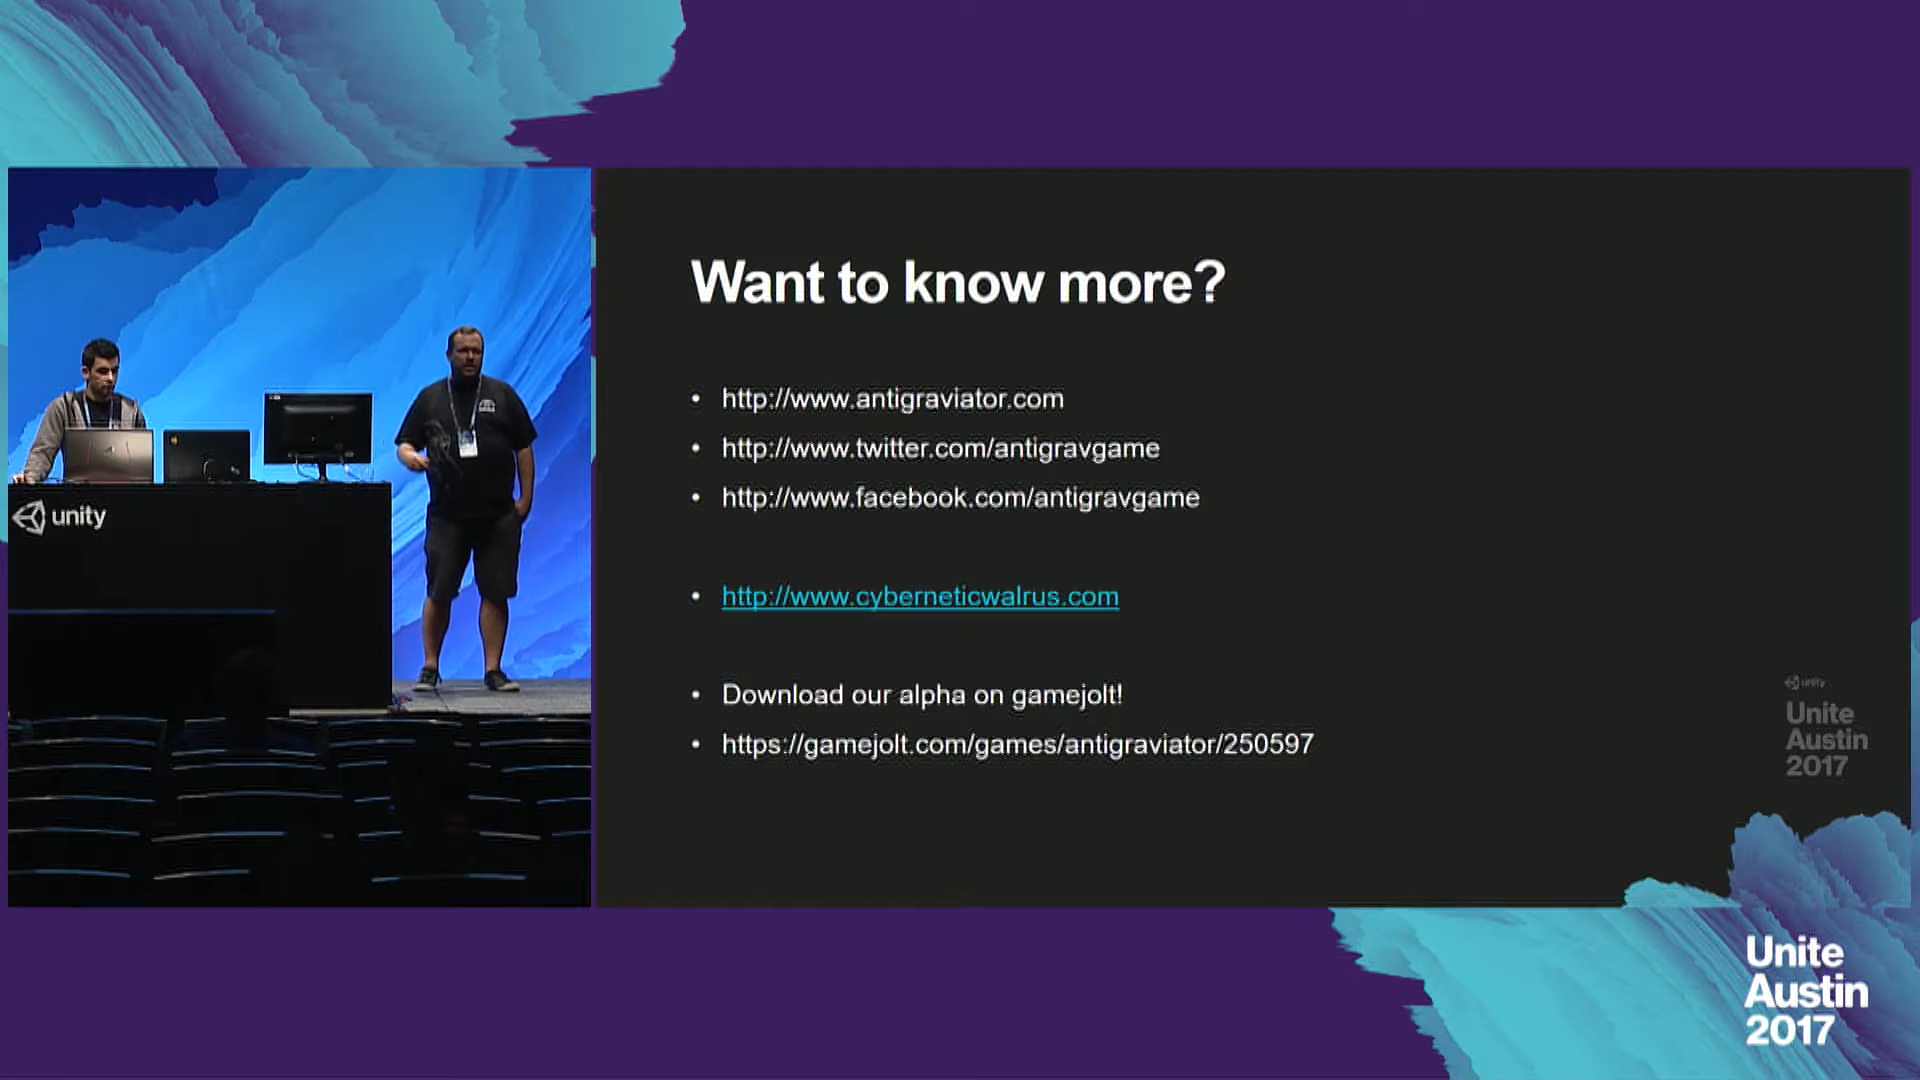 Want to know more?
• http://www.antigraviator.com
• http://www.twitter.com/antigravgame
• http://www.facebook.com/antigravgame
• http://www.cyberneticwalrus.com
• Download our alpha on gamejolt!
• https://gamejolt.com/games/antigraviator/250597
unity
unity
Unite
Austin
2017
Unite
Austin
2017